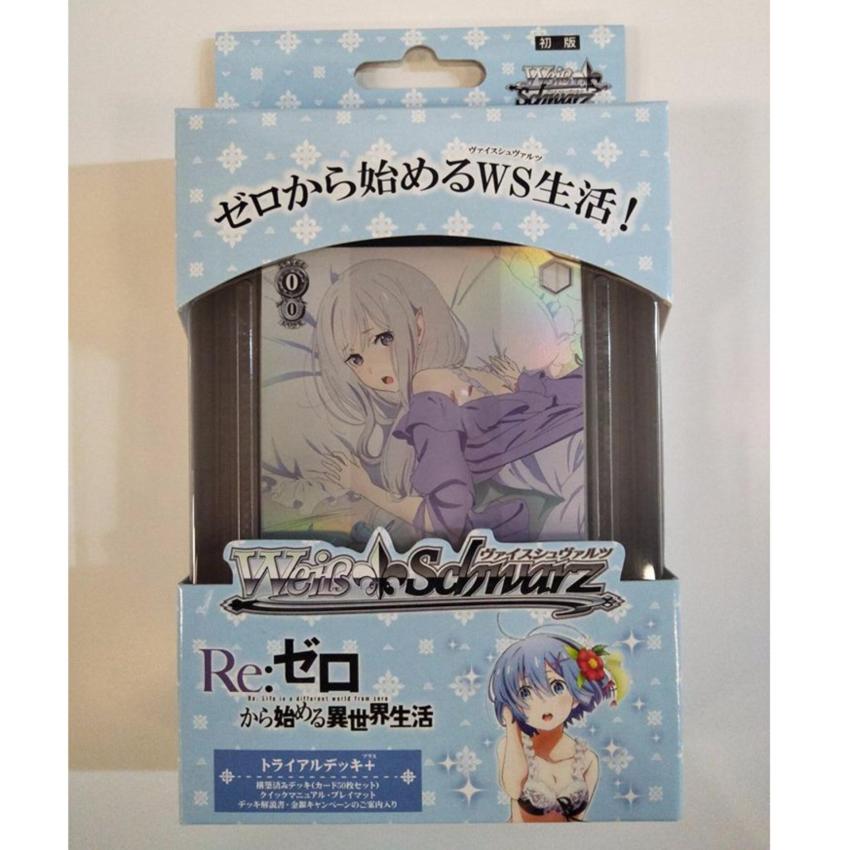 初版
Weiß Schwarz
ヴァイスシュヴァルツ
ゼロから始めるWS生活！
0
0
ヴァイスシュヴァルツ
Weiß Schwarz
Re:ゼロ
Re: Life in a different world from zero
から始める異世界生活
プラス
トライアルデッキ+
構築済みデッキ(カード50枚セット)
クイックマニュアル・プレイマット
デッキ解説書・金銀キャンペーンのご案内入り